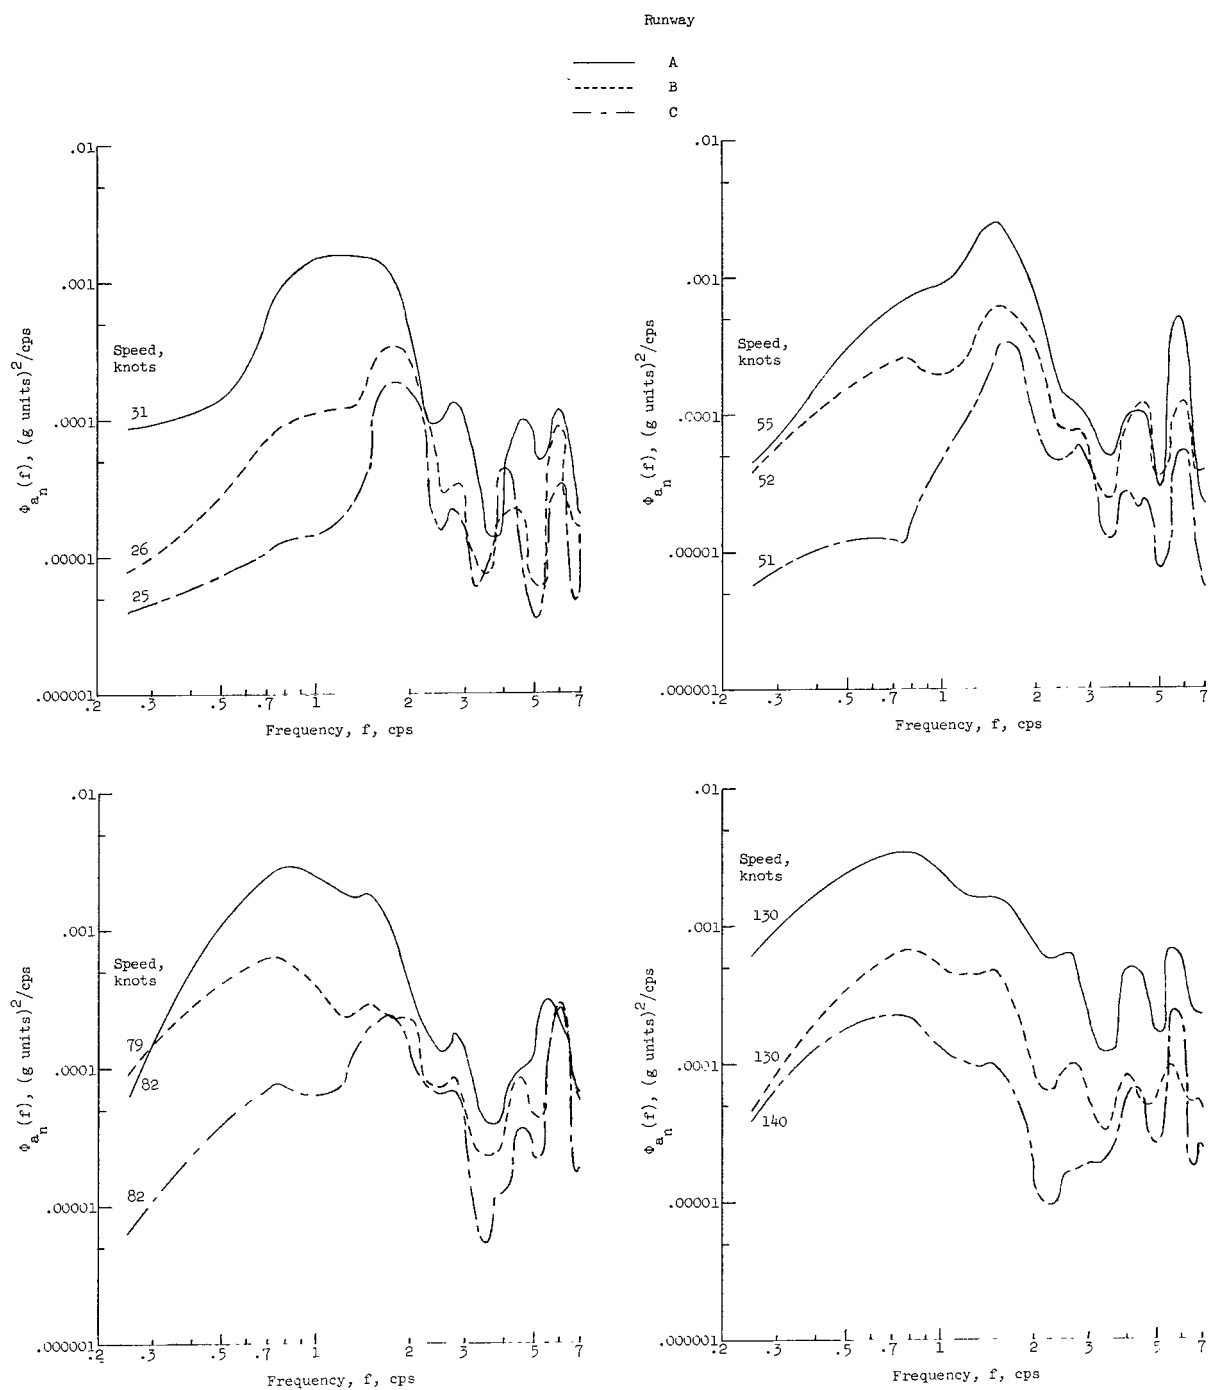 Runway
A
B
C
.01
.001
.0001
.00001
.000001
Φan(f), (g units)2/cps
Speed,
knots
31
26
25
.2 .3 .5 .7 1 2 3 5 7
Frequency, f, cps
.01
.001
.0001
.00001
.000001
Φan(f), (g units)2/cps
Speed,
knots
55
52
51
.2 .3 .5 .7 1 2 3 5 7
Frequency, f, cps
.01
.001
.0001
.00001
.000001
Φan(f), (g units)2/cps
Speed,
knots
79
82
82
.2 .3 .5 .7 1 2 3 5 7
Frequency, f, cps
.01
.001
.0001
.00001
.000001
Φan(f), (g units)2/cps
Speed,
knots
130
130
140
.2 .3 .5 .7 1 2 3 5 7
Frequency, f, cps